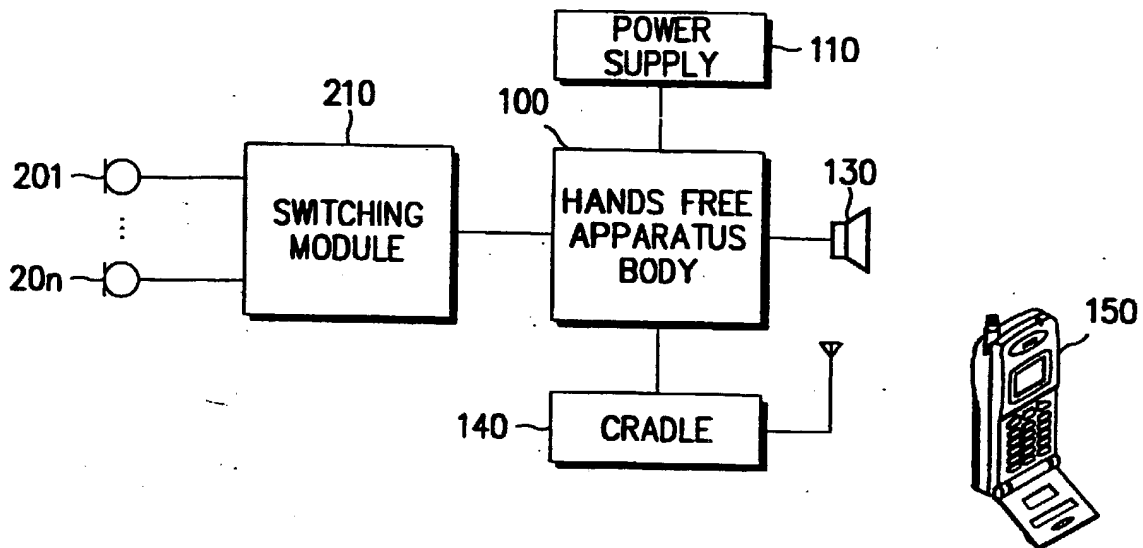 POWER
SUPPLY
110
210
100
201
SWITCHING
MODULE
HANDS FREE
APPARATUS
BODY
130
20n
150
140
CRADLE